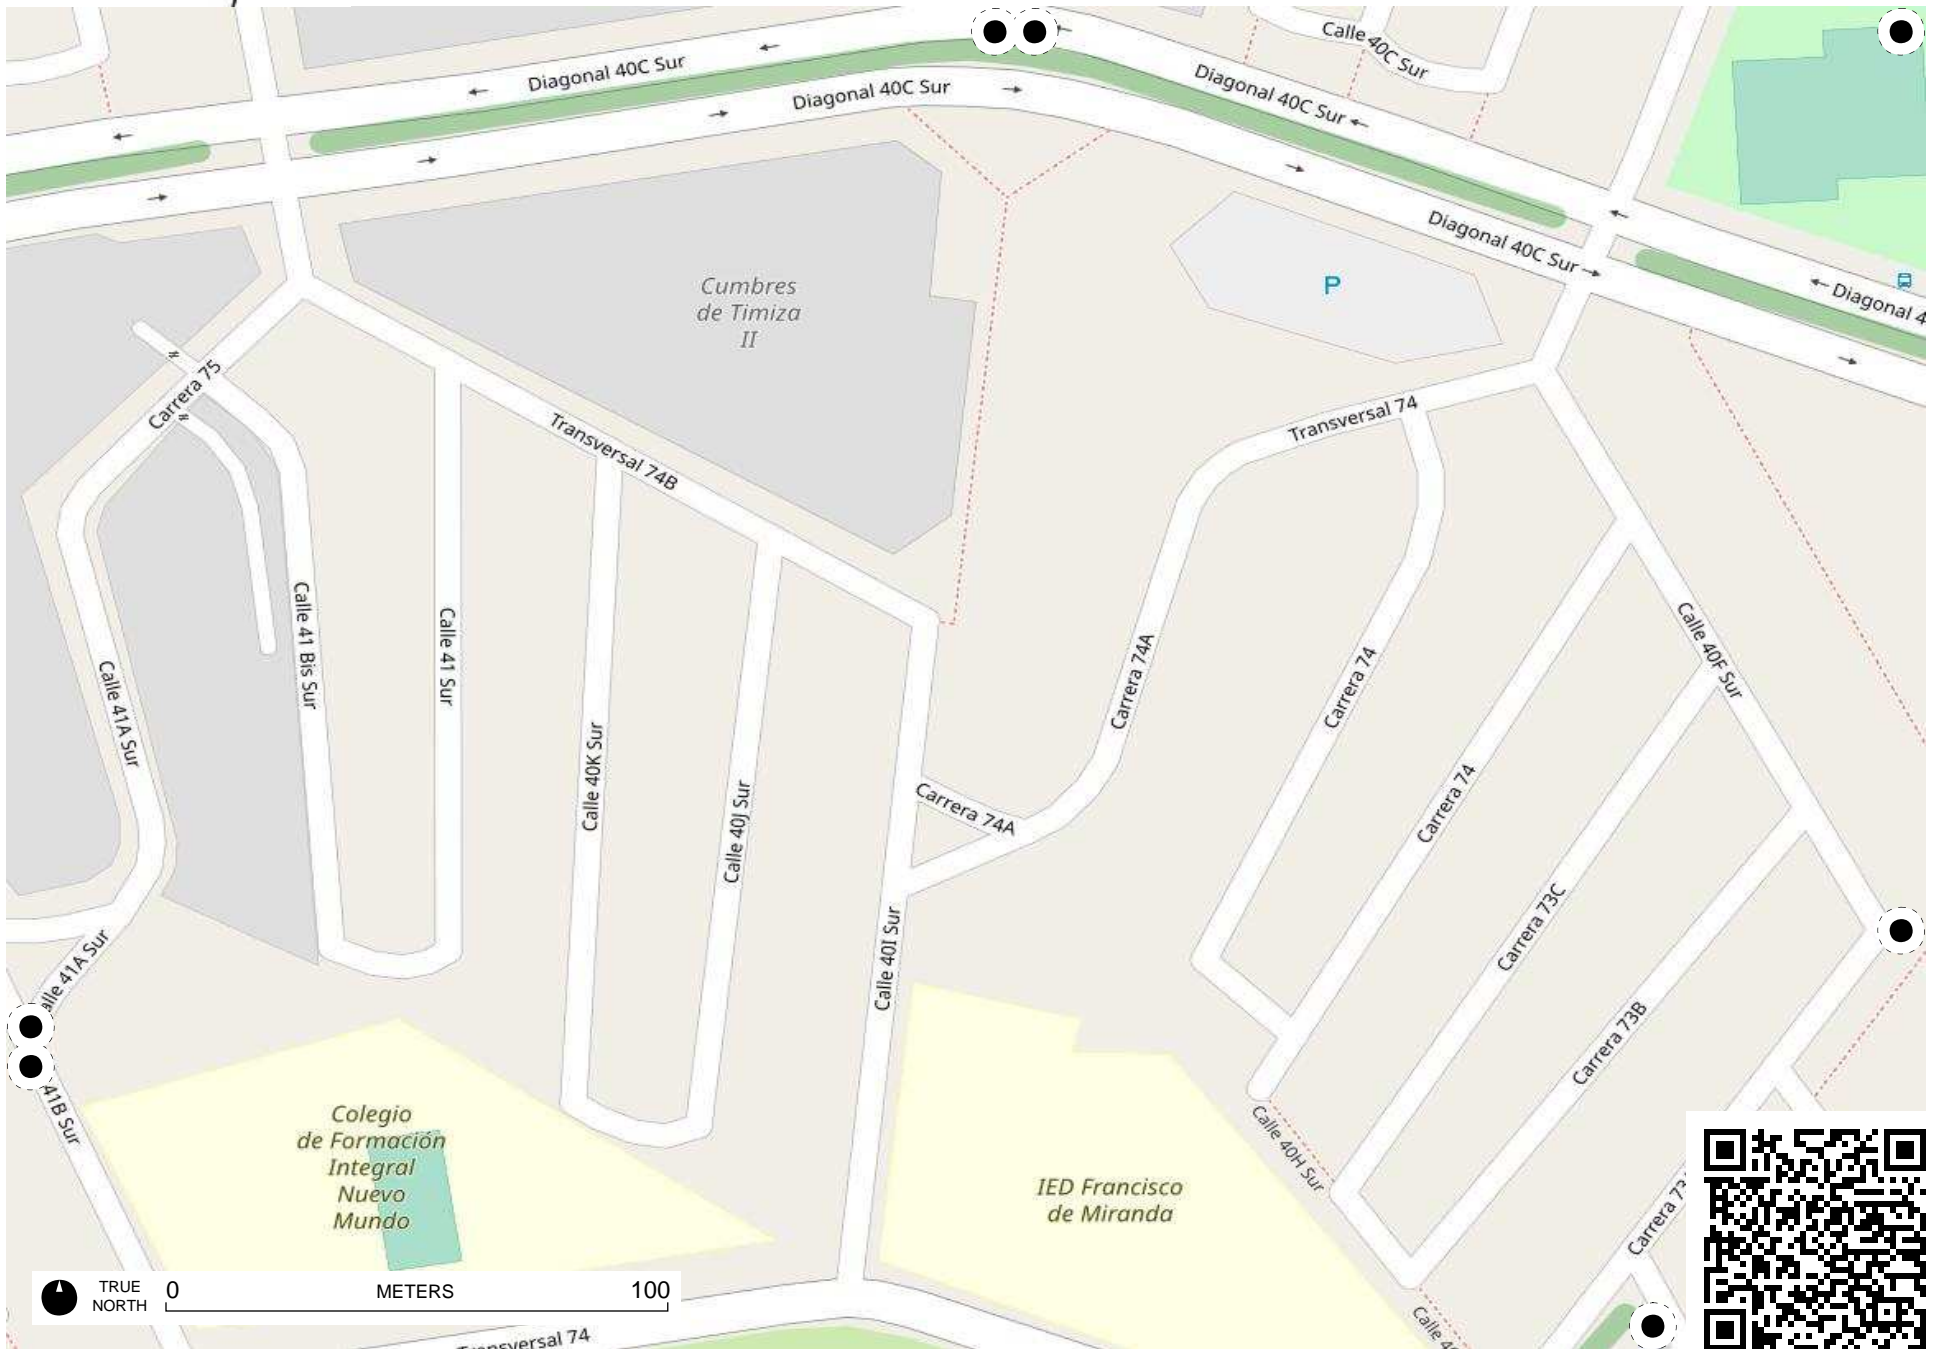 Calle 40C Sur
Diagonal 40C Sur
Diagonal 40C Sur
Diagonal 40C Sur
Diagonal 40C Sur
Diagonal 4
Cumbres
de Timiza
II
P
Carrera 75
Transversal 74B
Transversal 74
Calle 41 Bis Sur
Calle 41 Sur
Calle 41A Sur
Calle 40K Sur
Calle 40J Sur
Carrera 74A
Carrera 74A
Carrera 74
Carrera 74
Calle 40F Sur
Carrera 73C
Carrera 73B
Calle 40I Sur
alle 41A Sur
41B Sur
Colegio
de Formación
Integral
Nuevo
Mundo
IED Francisco
de Miranda
Calle 40H Sur
Carrera 73
Calle 4
TRUE
NORTH
0 METERS 100
Transversal 74